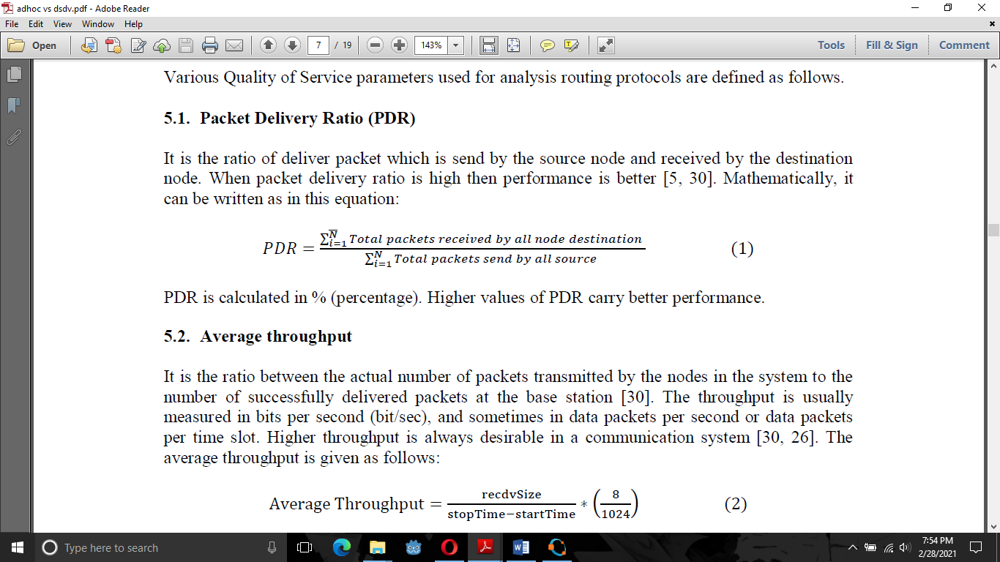 adhoc vs dsdv.pdf - Adobe Reader
File Edit View Window Help
Open 7 / 19 143% Tools Fill & Sign Comment
Various Quality of Service parameters used for analysis routing protocols are defined as follows.
5.1. Packet Delivery Ratio (PDR)
It is the ratio of deliver packet which is send by the source node and received by the destination
node. When packet delivery ratio is high then performance is better [5, 30]. Mathematically, it
can be written as in this equation:
PDR = \frac{\sum_{i=1}^{\overline{N}} Total packets received by all node destination}{\sum_{i=1}^{N} Total packets send by all source} (1)
PDR is calculated in % (percentage). Higher values of PDR carry better performance.
5.2. Average throughput
It is the ratio between the actual number of packets transmitted by the nodes in the system to the
number of successfully delivered packets at the base station [30]. The throughput is usually
measured in bits per second (bit/sec), and sometimes in data packets per second or data packets
per time slot. Higher throughput is always desirable in a communication system [30, 26]. The
average throughput is given as follows:
Average Throughput = \frac{recdvSize}{stopTime−startTime} * (\frac{8}{1024}) (2)
Type here to search
7:54 PM
2/28/2021